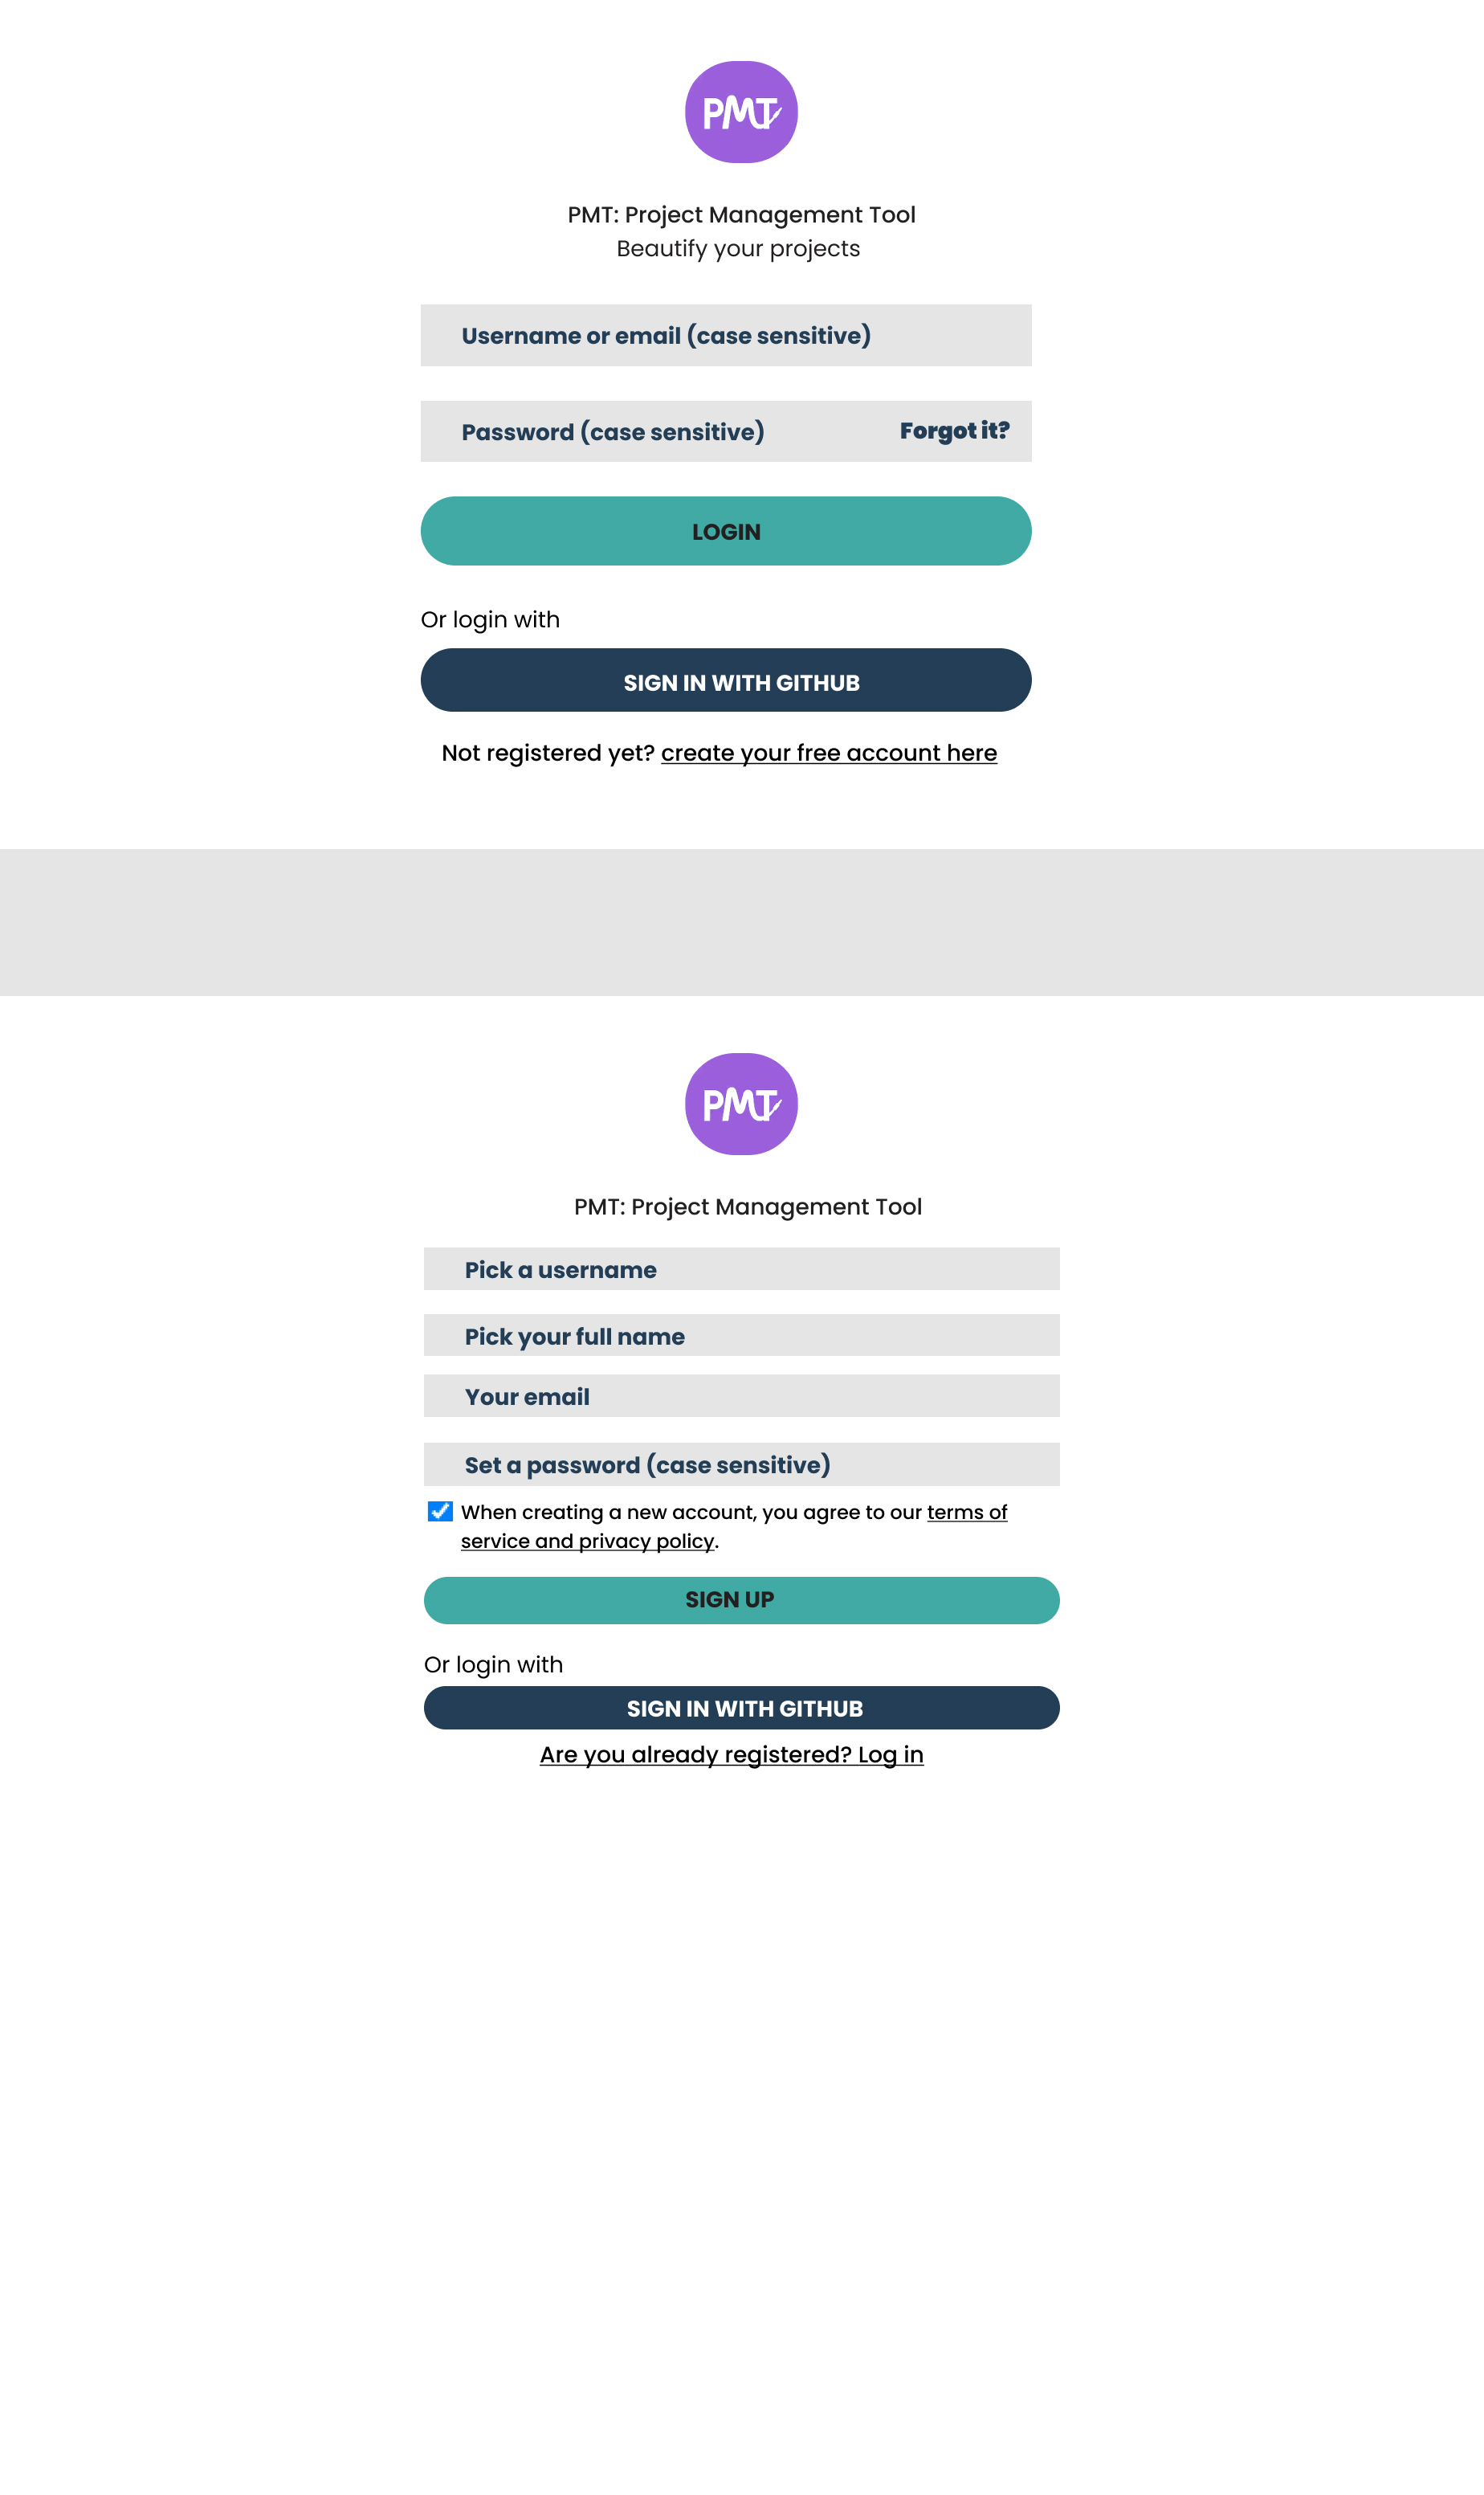 PMT
PMT: Project Management Tool
Beautify your projects
Username or email (case sensitive)
Password (case sensitive) Forgot it?
LOGIN
Or login with
SIGN IN WITH GITHUB
Not registered yet? create your free account here
PMT
PMT: Project Management Tool
Pick a username
Pick your full name
Your email
Set a password (case sensitive)
When creating a new account, you agree to our terms of
service and privacy policy.
SIGN UP
Or login with
SIGN IN WITH GITHUB
Are you already registered? Log in